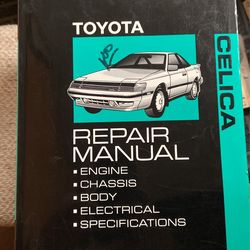 TOYOTA
CELICA
REPAIR
MANUAL
▪ ENGINE
▪ CHASSIS
▪ BODY
▪ ELECTRICAL
▪ SPECIFICATIONS